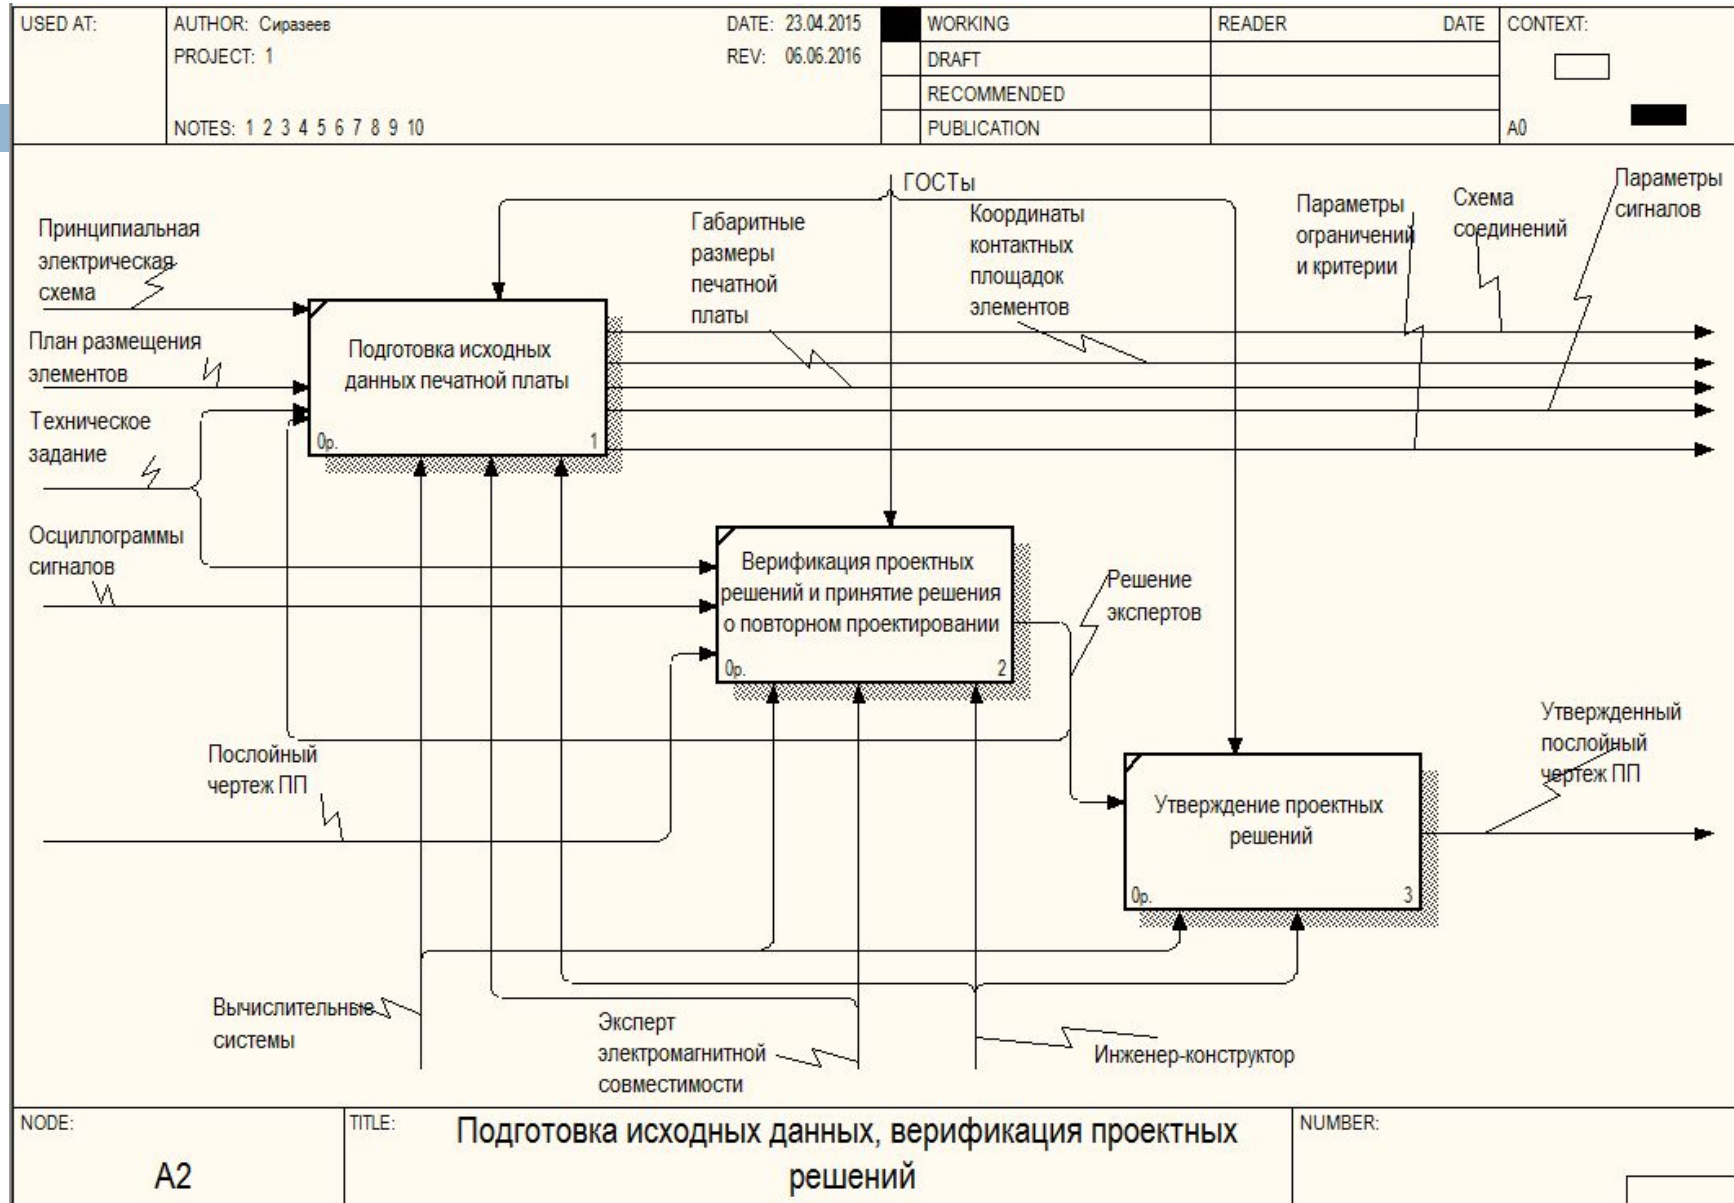 USED AT:
AUTHOR: Сиразеев
DATE: 23.04.2015
PROJECT: 1
REV: 06.06.2016
NOTES: 1 2 3 4 5 6 7 8 9 10
WORKING
DRAFT
RECOMMENDED
PUBLICATION
READER
DATE
CONTEXT:
A0
ГОСТы
Принципиальная
электрическая
схема
План размещения
элементов
Техническое
задание
Осциллограммы
сигналов
Послойный
чертеж ПП
Габаритные
размеры
печатной
платы
Координаты
контактных
площадок
элементов
Параметры
ограничений
и критерии
Схема
соединений
Параметры
сигналов
Подготовка исходных
данных печатной платы
0р.
1
Верификация проектных
решений и принятие решения
о повторном проектировании
0р.
2
Решение
экспертов
Утверждение проектных
решений
0р.
3
Утвержденный
послойный
чертеж ПП
Вычислительные
системы
Эксперт
электромагнитной
совместимости
Инженер-конструктор
NODE:
A2
TITLE:
Подготовка исходных данных, верификация проектных
решений
NUMBER: